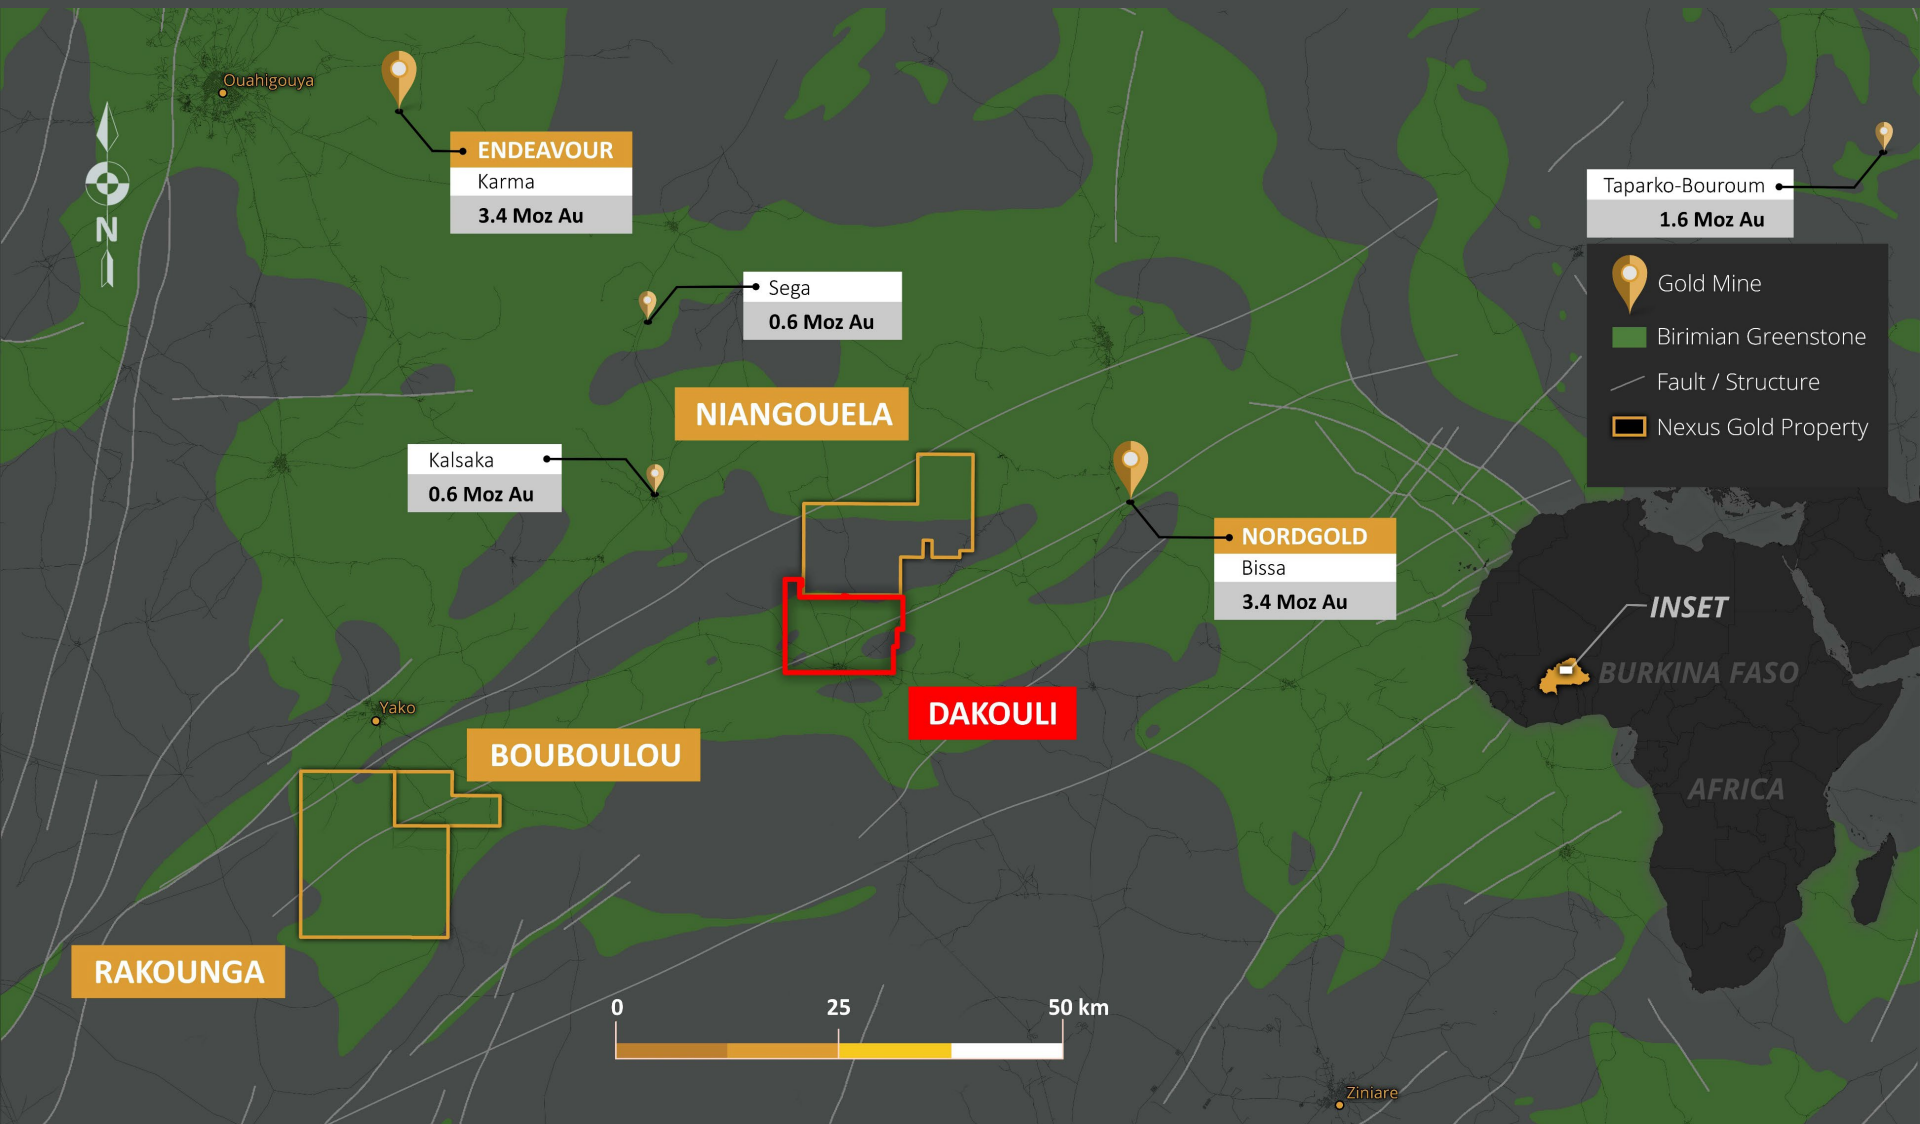 Ouahigouya
ENDEAVOUR
Karma
3.4 Moz Au
N
Taparko-Bouroum
1.6 Moz Au
Sega
0.6 Moz Au
Gold Mine
Birimian Greenstone
Fault / Structure
Nexus Gold Property
NIANGOUELA
Kalsaka
0.6 Moz Au
NORDGOLD
Bissa
3.4 Moz Au
INSET
BURKINA FASO
AFRICA
DAKOULI
Yako
BOUBOULOU
RAKOUNGA
0 25 50 km
Ziniare